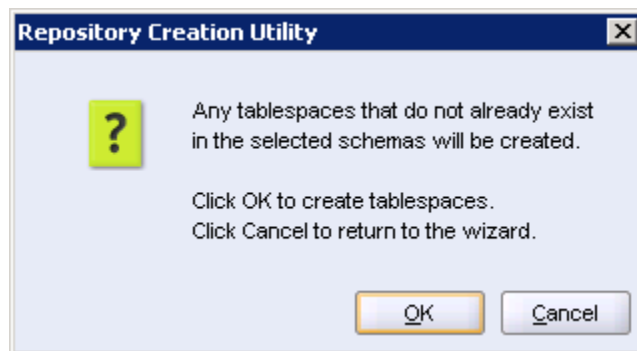 Repository Creation Utility
?
Any tablespaces that do not already exist
in the selected schemas will be created.
Click OK to create tablespaces.
Click Cancel to return to the wizard.
OK
Cancel